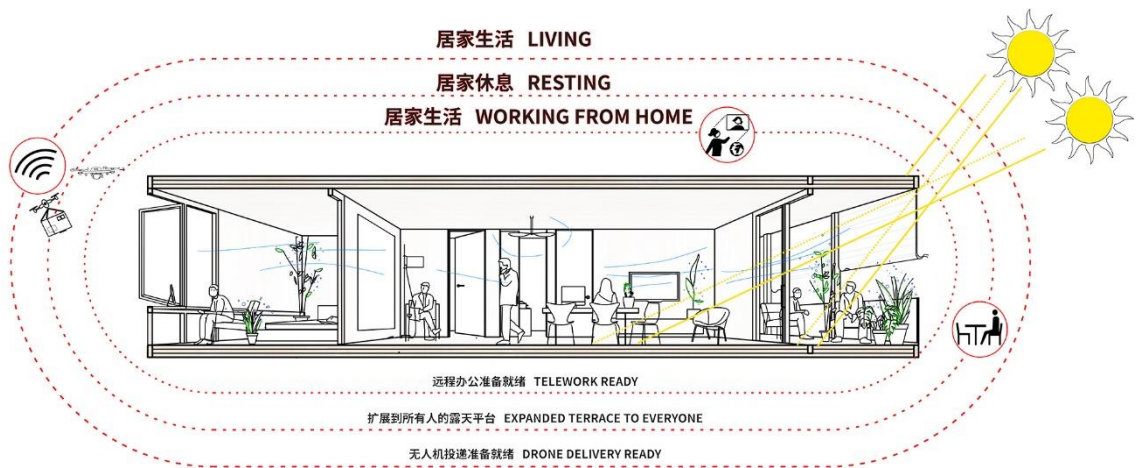 居家生活 LIVING
居家休息 RESTING
居家生活 WORKING FROM HOME
远程办公准备就绪 TELEWORK READY
扩展到所有人的露天平台 EXPANDED TERRACE TO EVERYONE
无人机投递准备就绪 DRONE DELIVERY READY